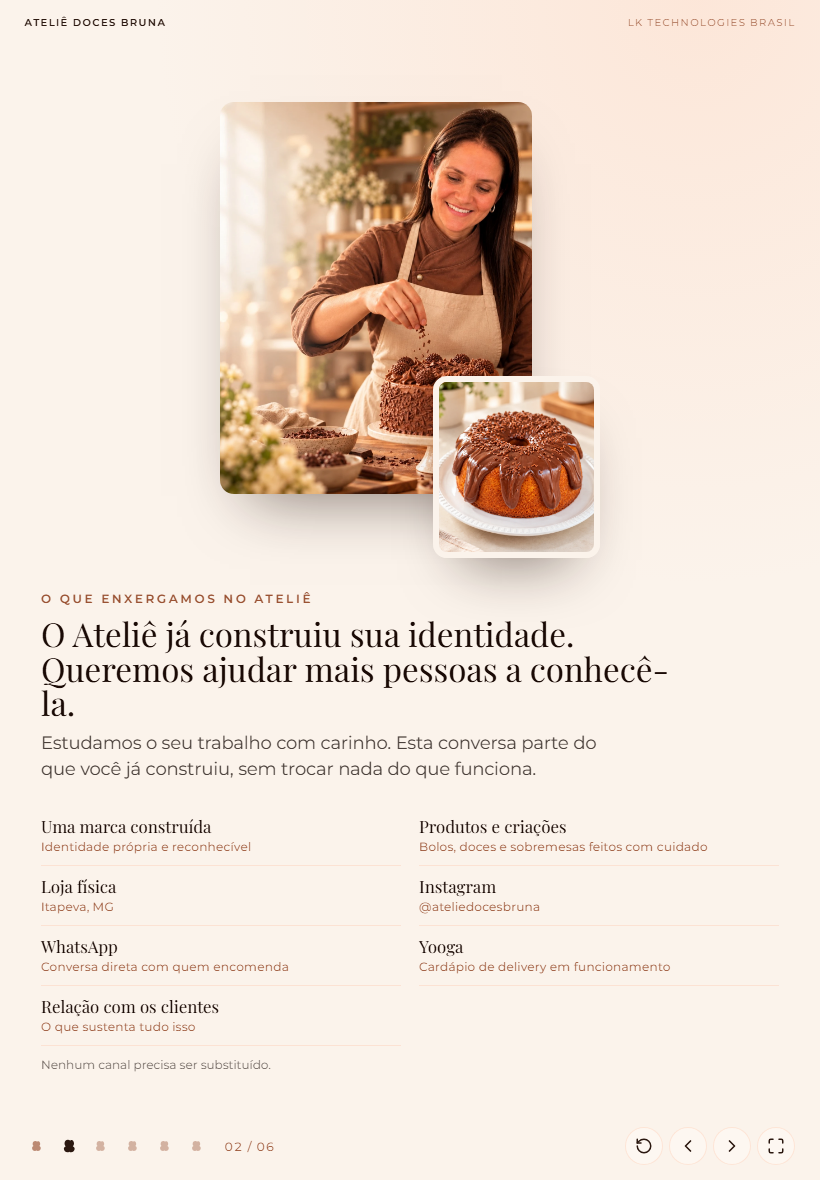 ATELIÊ DOCES BRUNA
LK TECHNOLOGIES BRASIL
O QUE ENXERGAMOS NO ATELIÊ
O Ateliê já construiu sua identidade.
Queremos ajudar mais pessoas a conhecê-
la.
Estudamos o seu trabalho com carinho. Esta conversa parte do
que você já construiu, sem trocar nada do que funciona.
Uma marca construída
Identidade própria e reconhecível
Produtos e criações
Bolos, doces e sobremesas feitos com cuidado
Loja física
Itapeva, MG
Instagram
@ateliedocesbruna
WhatsApp
Conversa direta com quem encomenda
Yooga
Cardápio de delivery em funcionamento
Relação com os clientes
O que sustenta tudo isso
Nenhum canal precisa ser substituído.
02 / 06